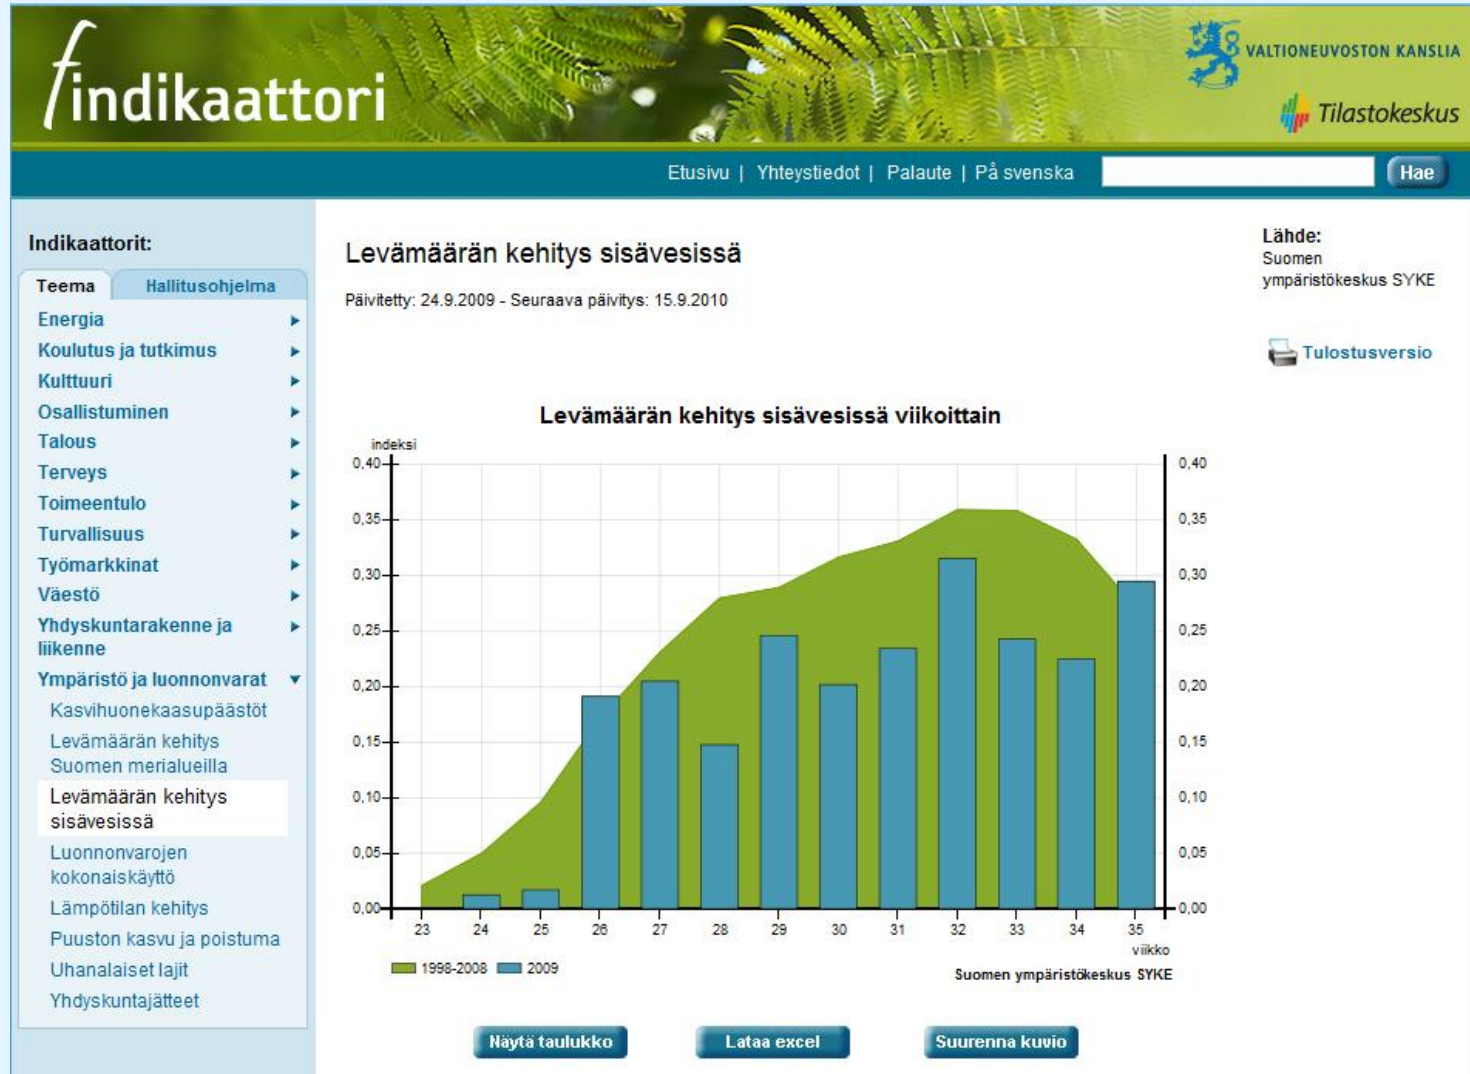 findikaattori
VALTIONEUVOSTON KANSLIA
Tilastokeskus
Etusivu | Yhteystiedot | Palaute | På svenska
Hae
Indikaattorit:
Teema
Hallitusohjelma
Energia
Koulutus ja tutkimus
Kulttuuri
Osallistuminen
Talous
Terveys
Toimeentulo
Turvallisuus
Työmarkkinat
Väestö
Yhdyskuntarakenne ja
liikenne
Ympäristö ja luonnonvarat
Kasvihuonekaasupäästöt
Levämäärän kehitys
Suomen merialueilla
Levämäärän kehitys
sisävesissä
Luonnonvarojen
kokonaiskäyttö
Lämpötilan kehitys
Puuston kasvu ja poistuma
Uhanalaiset lajit
Yhdyskuntajätteet
Levämäärän kehitys sisävesissä
Päivitetty: 24.9.2009 - Seuraava päivitys: 15.9.2010
Lähde:
Suomen
ympäristökeskus SYKE
Tulostusversio
Levämäärän kehitys sisävesissä viikoittain
indeksi
0,40 0,40
0,35 0,35
0,30 0,30
0,25 0,25
0,20 0,20
0,15 0,15
0,10 0,10
0,05 0,05
0,00 0,00
23 24 25 26 27 28 29 30 31 32 33 34 35
viikko
1998-2008 2009
Suomen ympäristökeskus SYKE
Näytä taulukko
Lataa excel
Suurenna kuvio